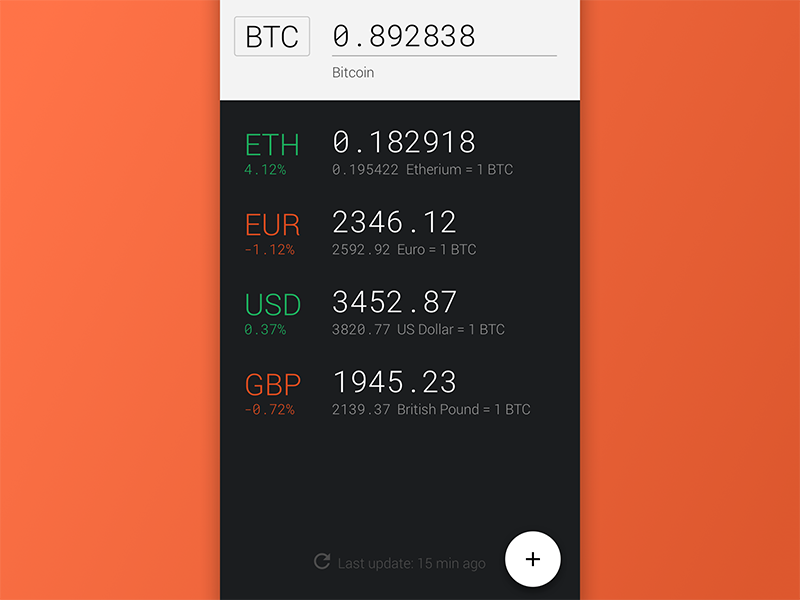 BTC 0.892838
Bitcoin
ETH 0.182918
4.12% 0.195422 Etherium = 1 BTC
EUR 2346.12
-1.12% 2592.92 Euro = 1 BTC
USD 3452.87
0.37% 3820.77 US Dollar = 1 BTC
GBP 1945.23
-0.72% 2139.37 British Pound = 1 BTC
Last update: 15 min ago +